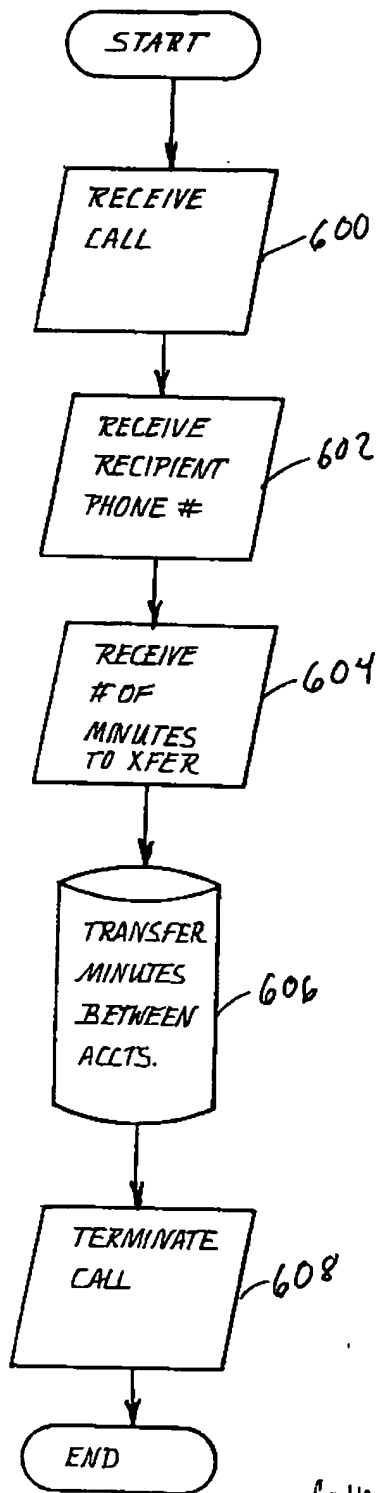 START
RECEIVE
CALL
600
RECEIVE
RECIPIENT
PHONE #
602
RECEIVE
# OF
MINUTES
TO XFER
604
TRANSFER
MINUTES
BETWEEN
ACCTS.
606
TERMINATE
CALL
608
END